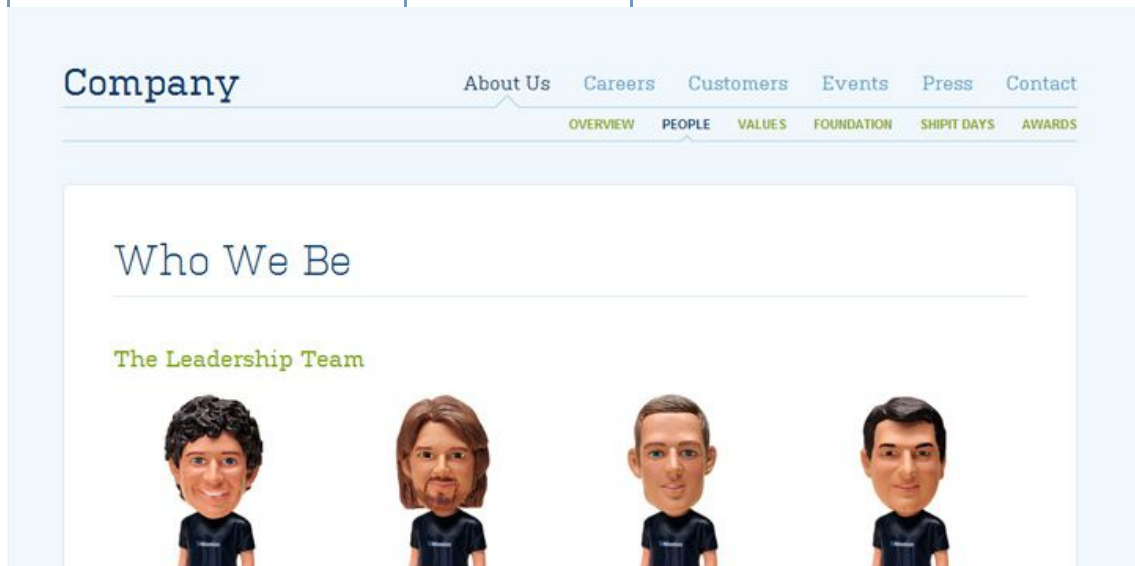 Company
About Us Careers Customers Events Press Contact
OVERVIEW PEOPLE VALUES FOUNDATION SHIPIT DAYS AWARDS
Who We Be
The Leadership Team